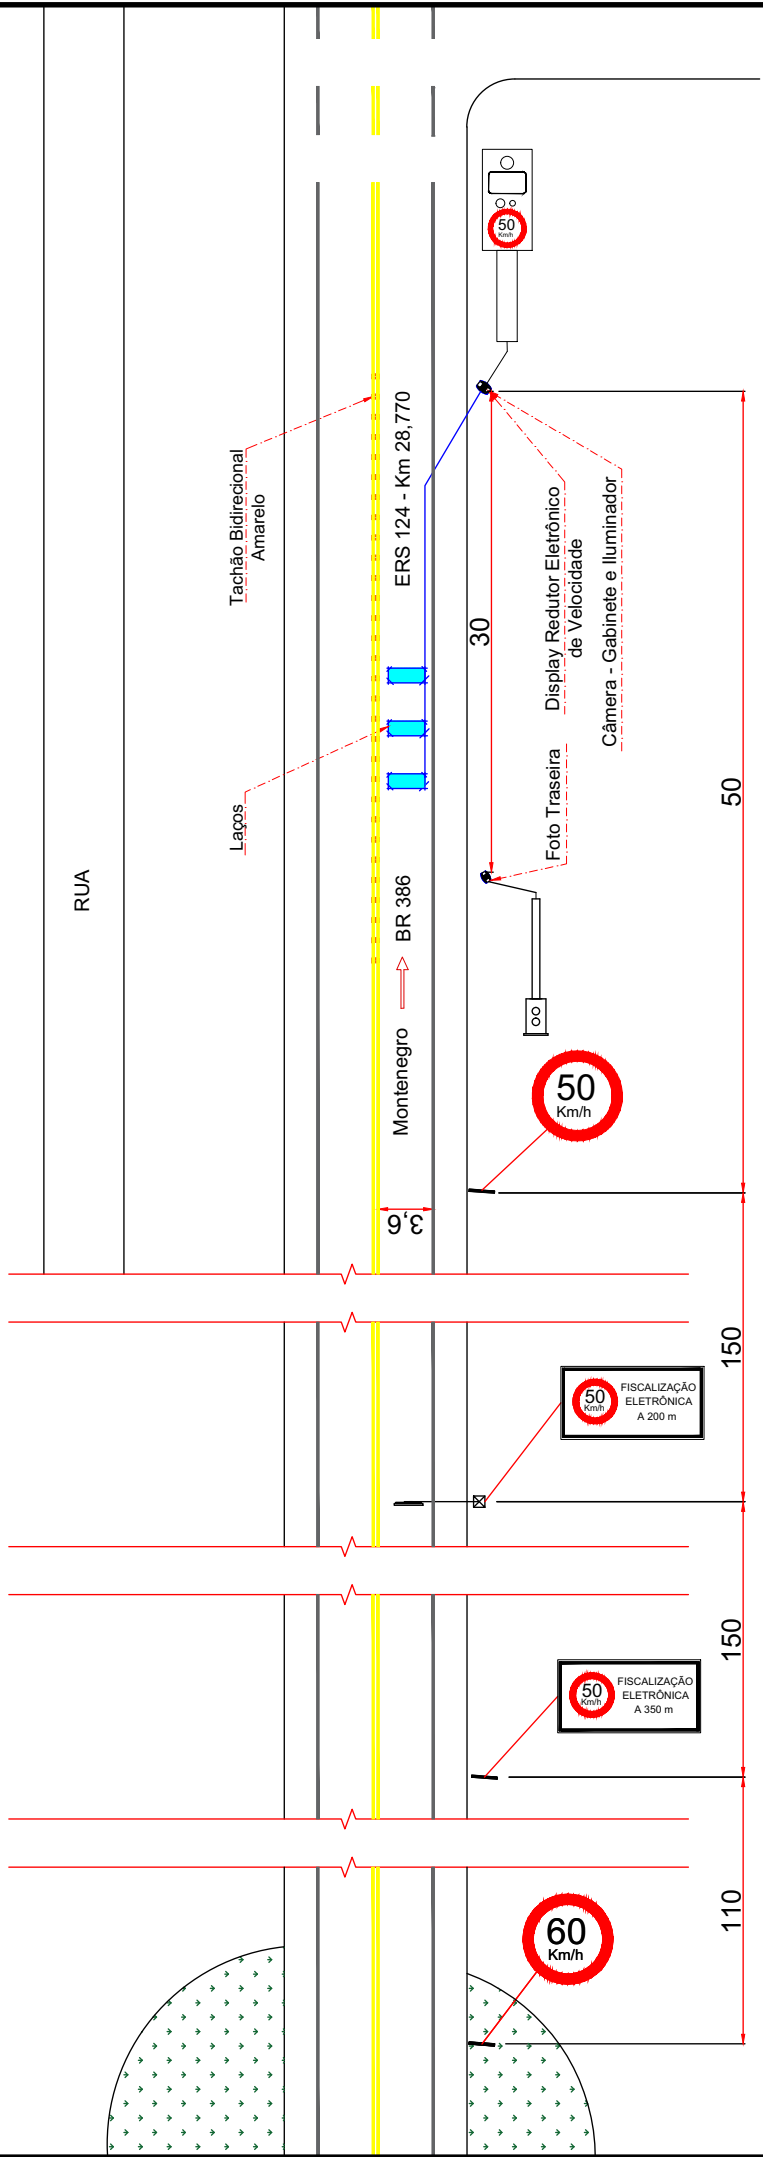 50
Km/h
Tachão Bidirecional
Amarelo
ERS 124 - Km 28,770
Display Redutor Eletrônico
de Velocidade
Câmera - Gabinete e Iluminador
30
Laços
Foto Traseira
50
RUA
BR 386
Montenegro
50
Km/h
3,6
150
50
Km/h
FISCALIZAÇÃO
ELETRÔNICA
A 200 m
150
50
Km/h
FISCALIZAÇÃO
ELETRÔNICA
A 350 m
110
60
Km/h